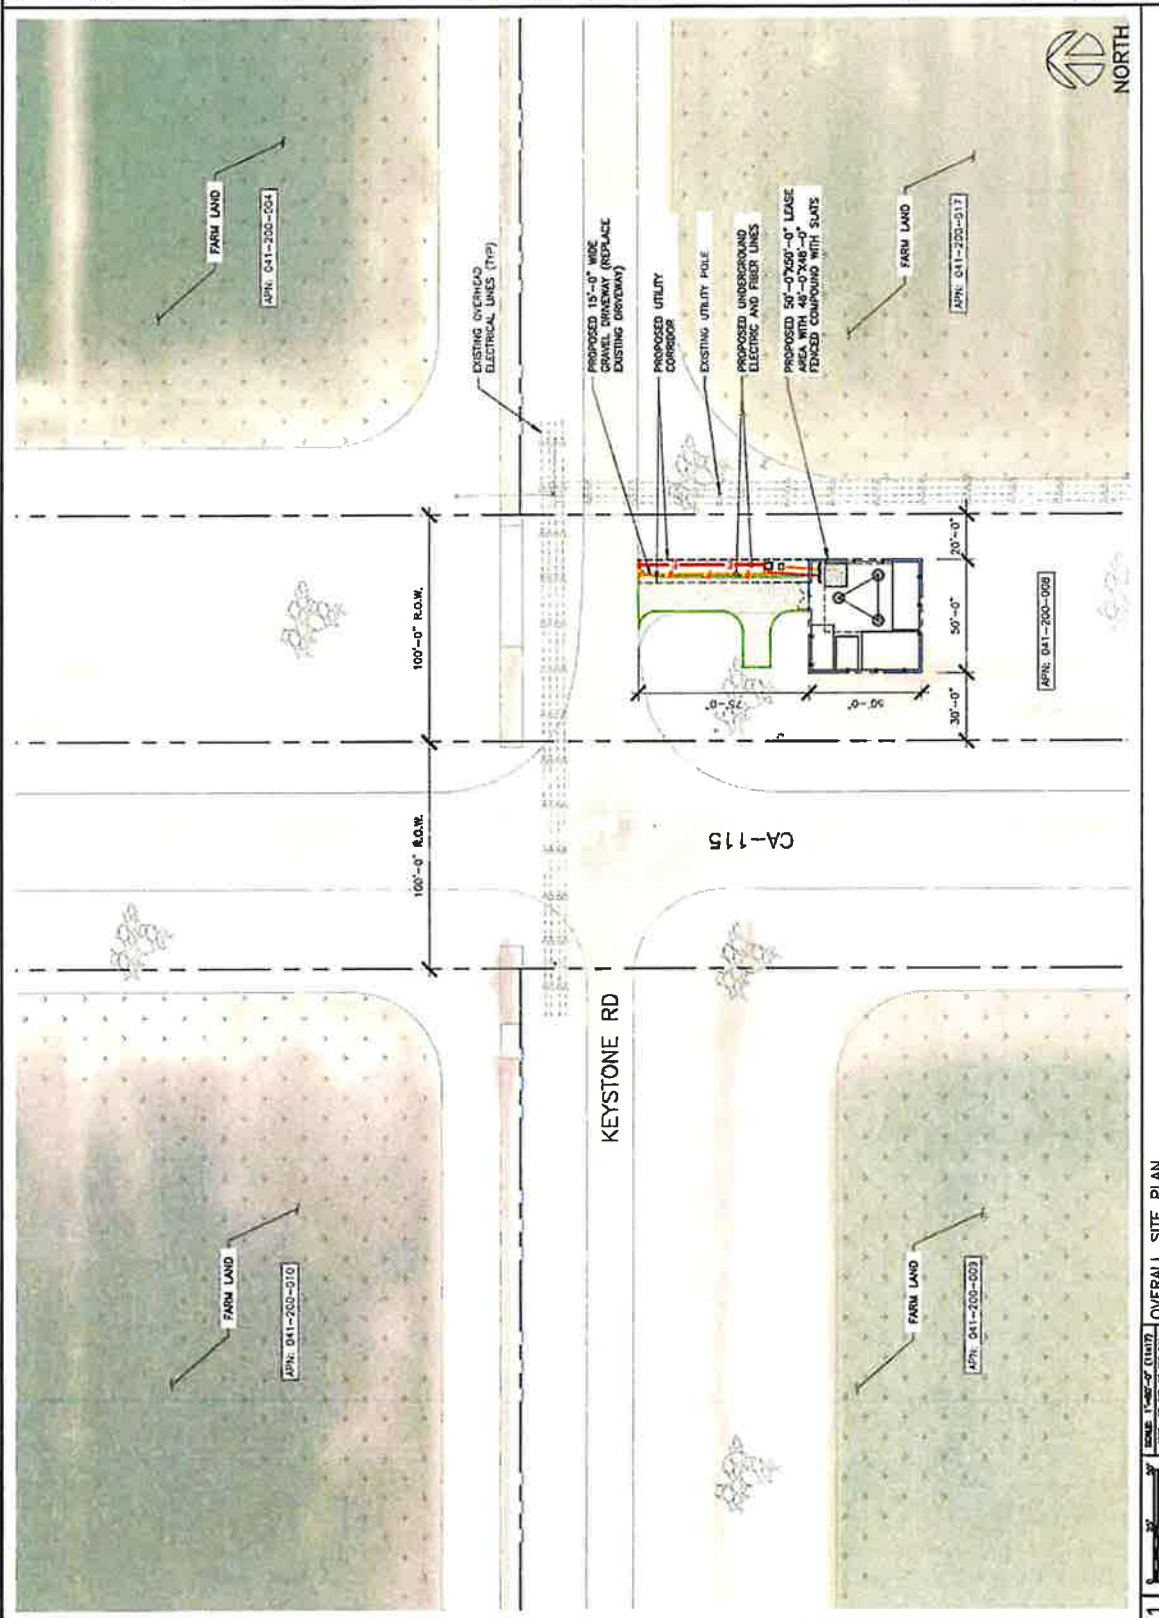 FARM LAND
APN: 041-200-010
FARM LAND
APN: 041-200-004
100'-0" R.O.W.
100'-0" R.O.W.
EXISTING OVERHEAD
ELECTRICAL LINES (TYP)
KEYSTONE RD
PROPOSED 15'-0" WIDE
GRAVEL DRIVEWAY (REPLACE
EXISTING DRIVEWAY)
PROPOSED UTILITY
CORRIDOR
EXISTING UTILITY POLE
PROPOSED UNDERGROUND
ELECTRIC AND FIBER LINES
PROPOSED 50'-0"X50'-0" LEASE
AREA WITH 48'-0"X48'-0"
FENCED COMPOUND WITH SLATS
CA-115
75'-0"
50'-0"
30'-0"
50'-0"
20'-0"
FARM LAND
APN: 041-200-009
APN: 041-200-008
FARM LAND
APN: 041-200-017
NORTH
1
OVERALL SITE PLAN